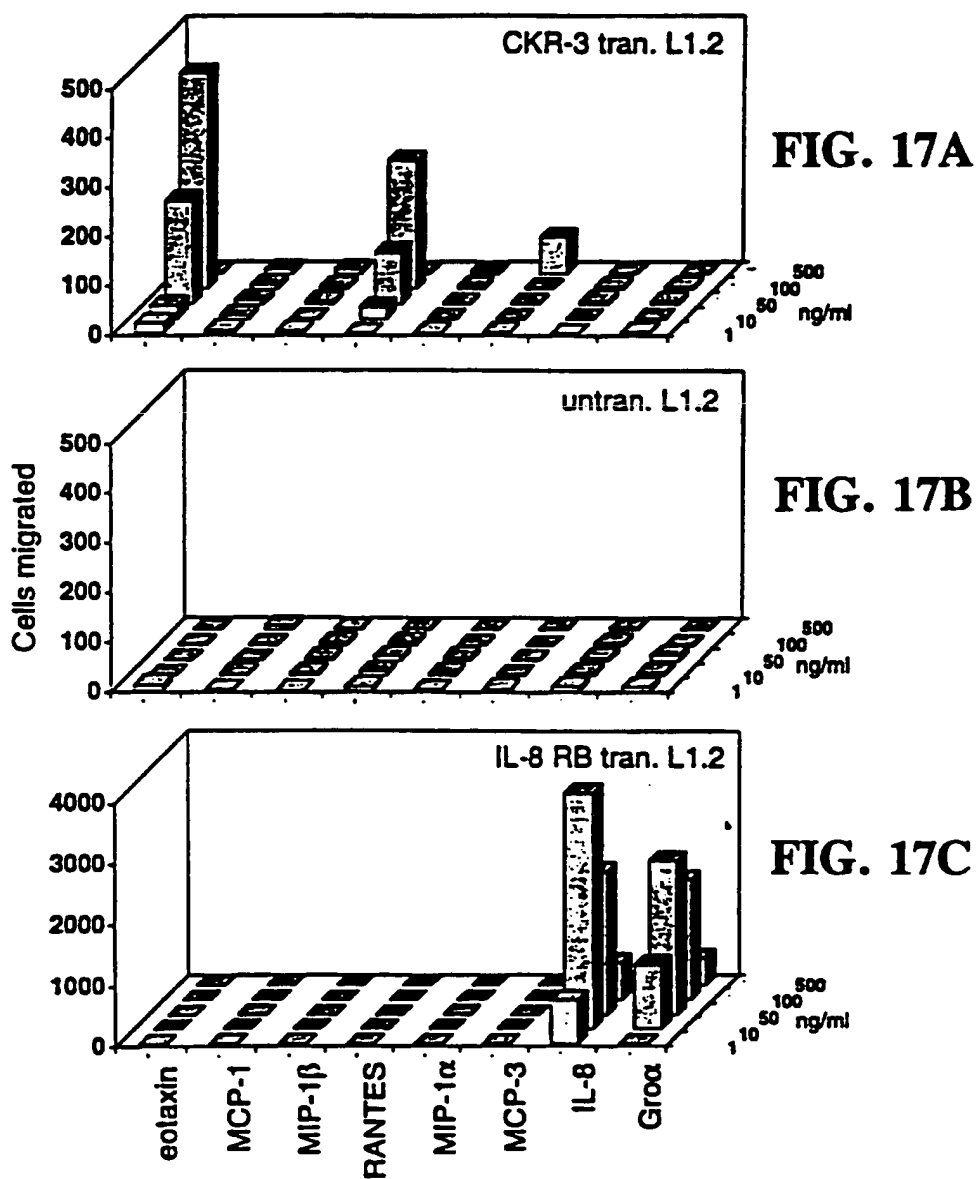 CKR-3 tran. L1.2
500
400
300
200
100
0
1 10 50 100 500 ng/ml
FIG. 17A
untran. L1.2
500
400
300
200
100
0
1 10 50 100 500 ng/ml
FIG. 17B
Cells migrated
IL-8 RB tran. L1.2
4000
3000
2000
1000
0
1 10 50 100 500 ng/ml
FIG. 17C
eotaxin
MCP-1
MIP-1β
RANTES
MIP-1α
MCP-3
IL-8
Groα